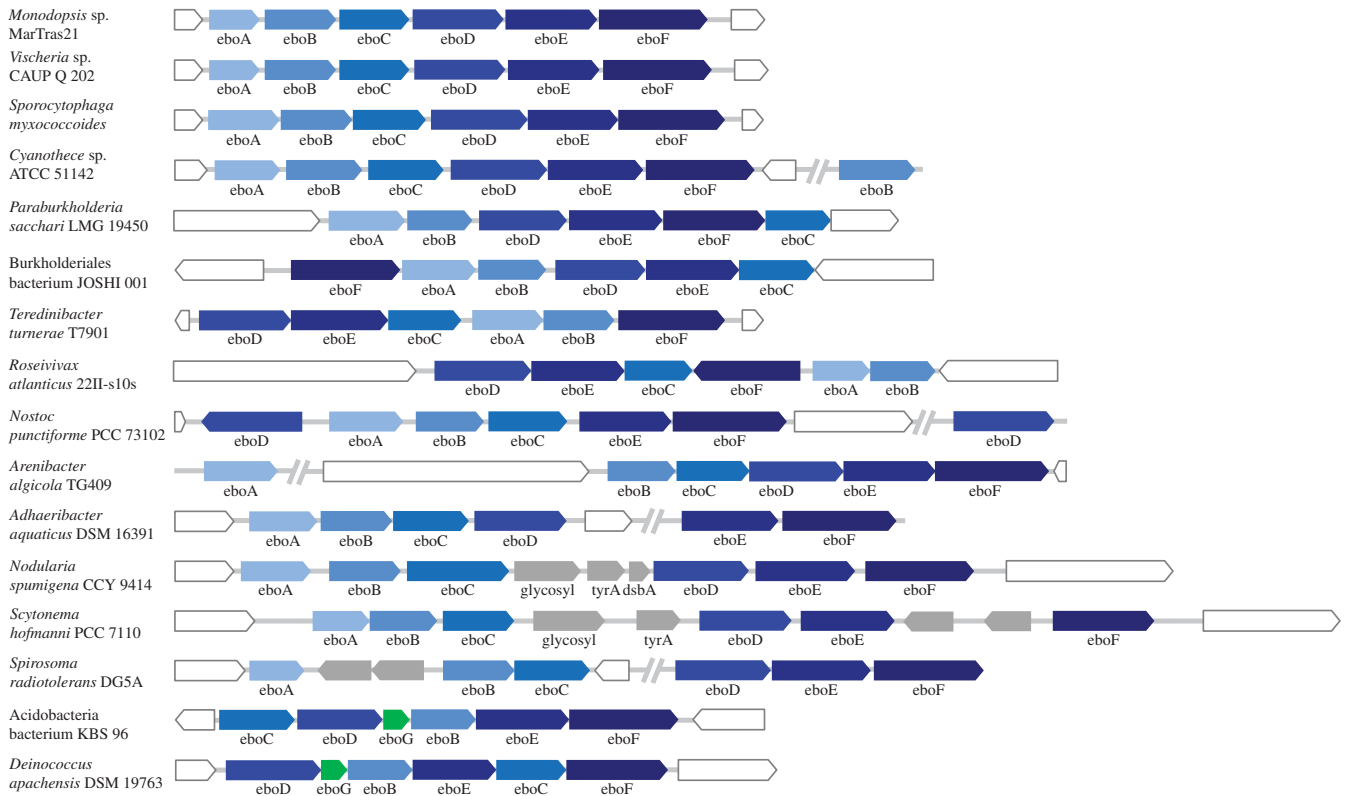 Monodopsis sp.
MarTras21
eboA eboB eboC eboD eboE eboF
Vischeria sp.
CAUP Q 202
eboA eboB eboC eboD eboE eboF
Sporocytophaga
myxococcoides
eboA eboB eboC eboD eboE eboF
Cyanothece sp.
ATCC 51142
eboA eboB eboC eboD eboE eboF eboB
Paraburkholderia
sacchari LMG 19450
eboA eboB eboD eboE eboF eboC
Burkholderiales
bacterium JOSHI 001
eboF eboA eboB eboD eboE eboC
Teredinibacter
turnerae T7901
eboD eboE eboC eboA eboB eboF
Roseivivax
atlanticus 22II-s10s
eboD eboE eboC eboF eboA eboB
Nostoc
punctiforme PCC 73102
eboD eboA eboB eboC eboE eboF eboD
Arenibacter
algicola TG409
eboA eboB eboC eboD eboE eboF
Adhaeribacter
aquaticus DSM 16391
eboA eboB eboC eboD eboE eboF
Nodularia
spumigena CCY 9414
eboA eboB eboC glycosyl tyrA dsbA eboD eboE eboF
Scytonema
hofmanni PCC 7110
eboA eboB eboC glycosyl tyrA eboD eboE eboF
Spirosoma
radiotolerans DG5A
eboA eboB eboC eboD eboE eboF
Acidobacteria
bacterium KBS 96
eboC eboD eboG eboB eboE eboF
Deinococcus
apachensis DSM 19763
eboD eboG eboB eboE eboC eboF